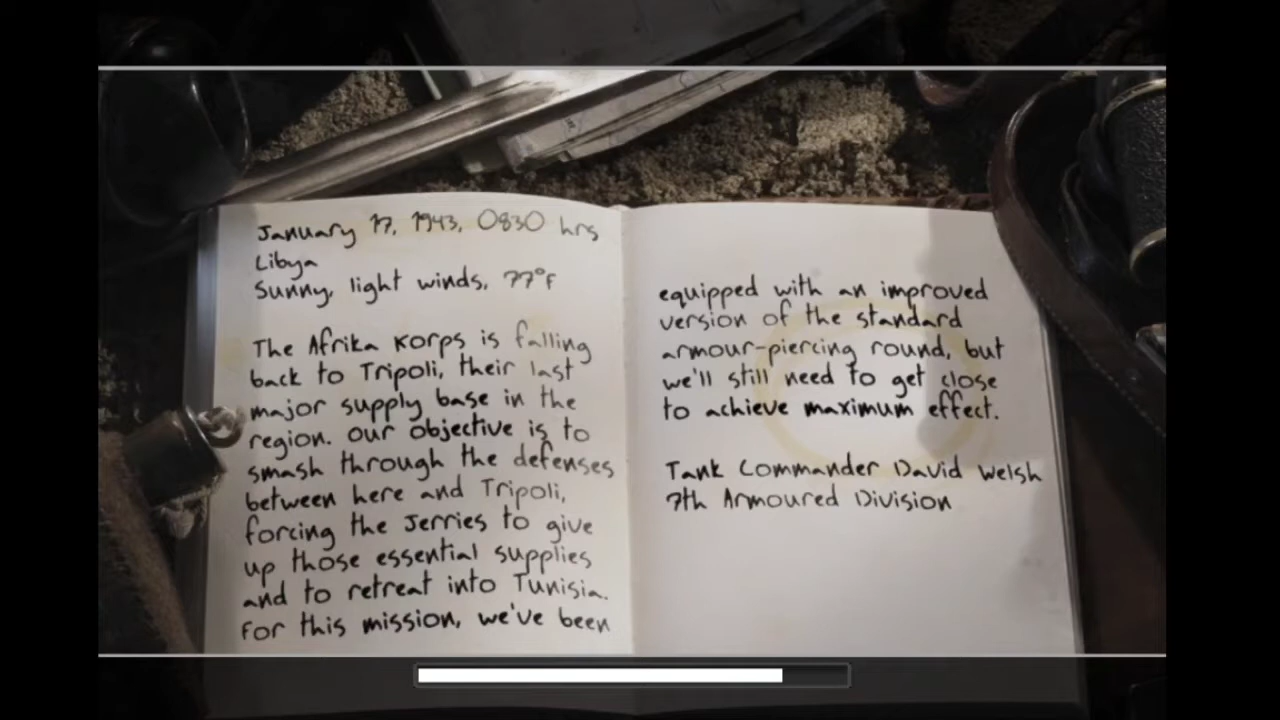 January 17, 1943, 0830 hrs
Libya
Sunny, light winds, 77°F
The Afrika Korps is falling
back to Tripoli, their last
major supply base in the
region. Our objective is to
smash through the defenses
between here and Tripoli,
forcing the Jerries to give
up those essential supplies
and to retreat into Tunisia.
For this mission, we've been
equipped with an improved
version of the standard
armour-piercing round, but
we'll still need to get close
to achieve maximum effect.
Tank Commander David Welsh
7th Armoured Division